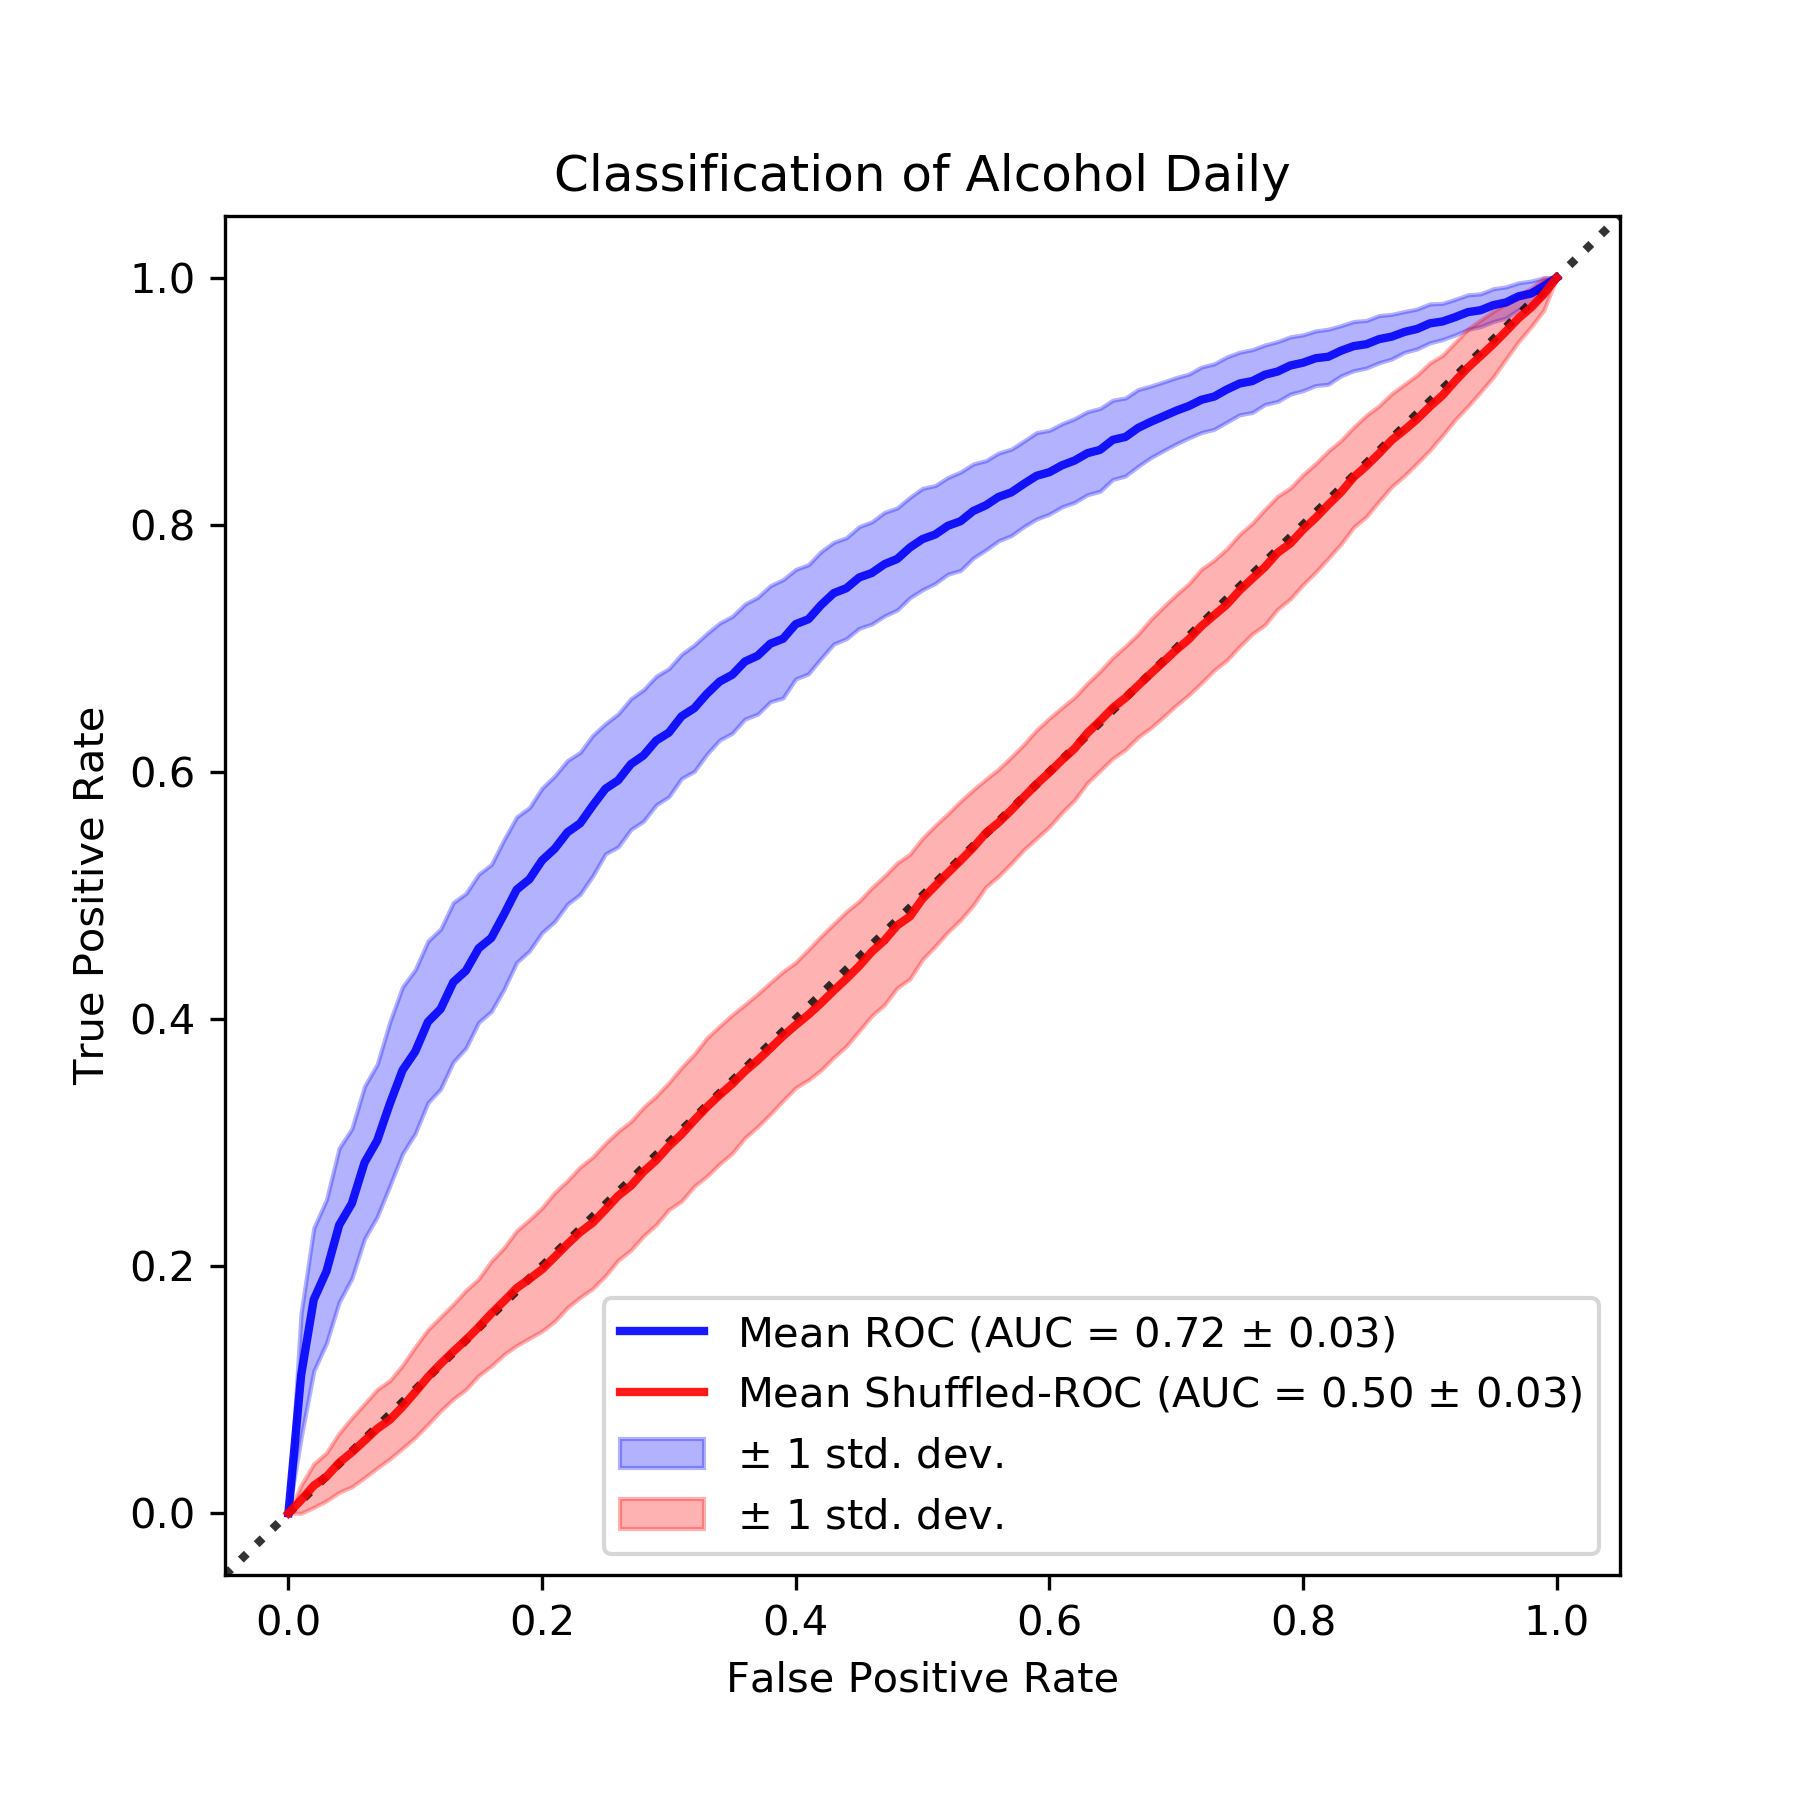 Classification of Alcohol Daily
True Positive Rate
1.0
0.8
0.6
0.4
0.2
0.0
Mean ROC (AUC = 0.72 ± 0.03)
Mean Shuffled-ROC (AUC = 0.50 ± 0.03)
± 1 std. dev.
± 1 std. dev.
0.0 0.2 0.4 0.6 0.8 1.0
False Positive Rate